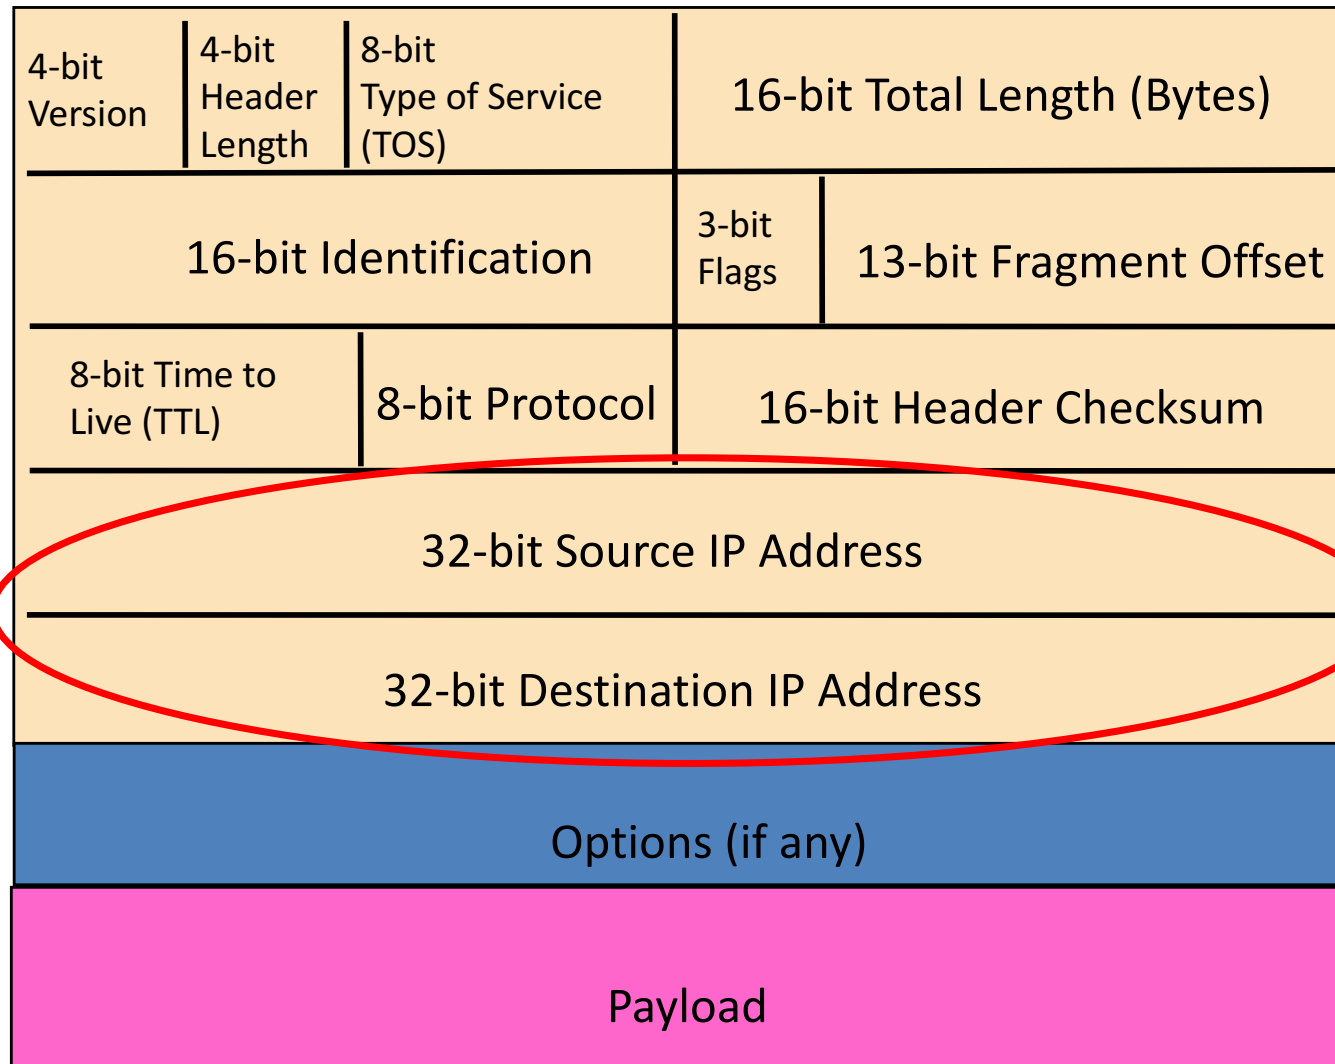 4-bit
Version
4-bit
Header
Length
8-bit
Type of Service
(TOS)
16-bit Total Length (Bytes)
16-bit Identification
3-bit
Flags
13-bit Fragment Offset
8-bit Time to
Live (TTL)
8-bit Protocol
16-bit Header Checksum
32-bit Source IP Address
32-bit Destination IP Address
Options (if any)
Payload